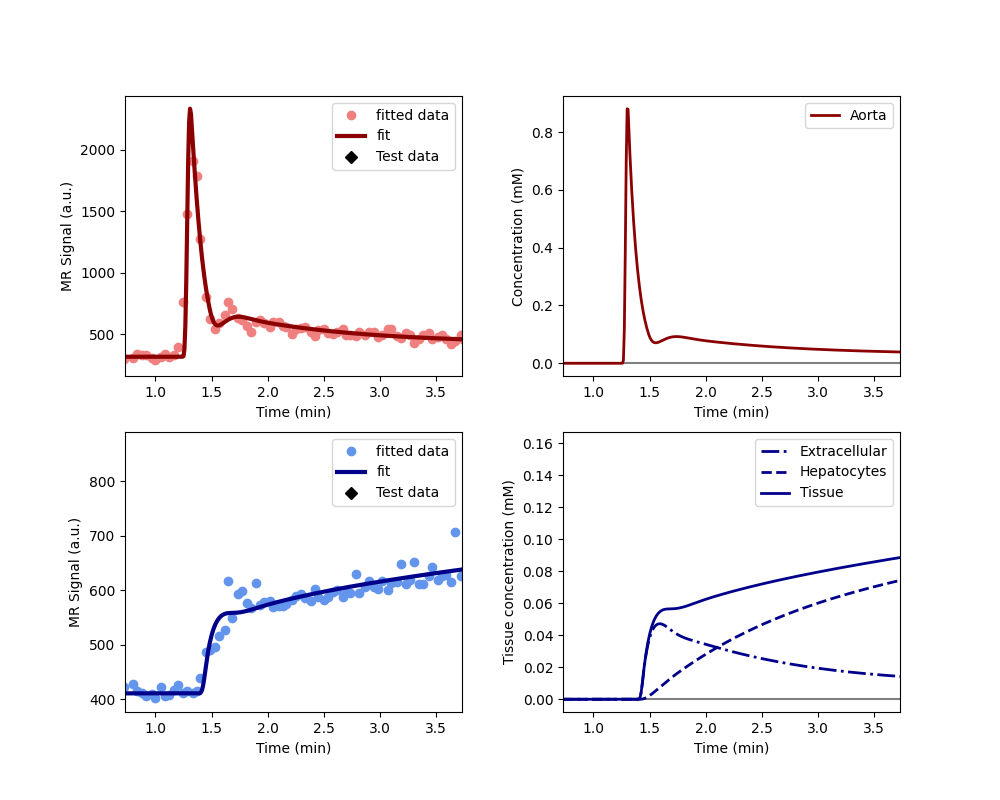 MR Signal (a.u.)
2000
1500
1000
500
1.0 1.5 2.0 2.5 3.0 3.5
Time (min)
fitted data
fit
Test data
Concentration (mM)
0.8
0.6
0.4
0.2
0.0
1.0 1.5 2.0 2.5 3.0 3.5
Time (min)
Aorta
MR Signal (a.u.)
800
700
600
500
400
1.0 1.5 2.0 2.5 3.0 3.5
Time (min)
fitted data
fit
Test data
Tissue concentration (mM)
0.16
0.14
0.12
0.10
0.08
0.06
0.04
0.02
0.00
1.0 1.5 2.0 2.5 3.0 3.5
Time (min)
Extracellular
Hepatocytes
Tissue